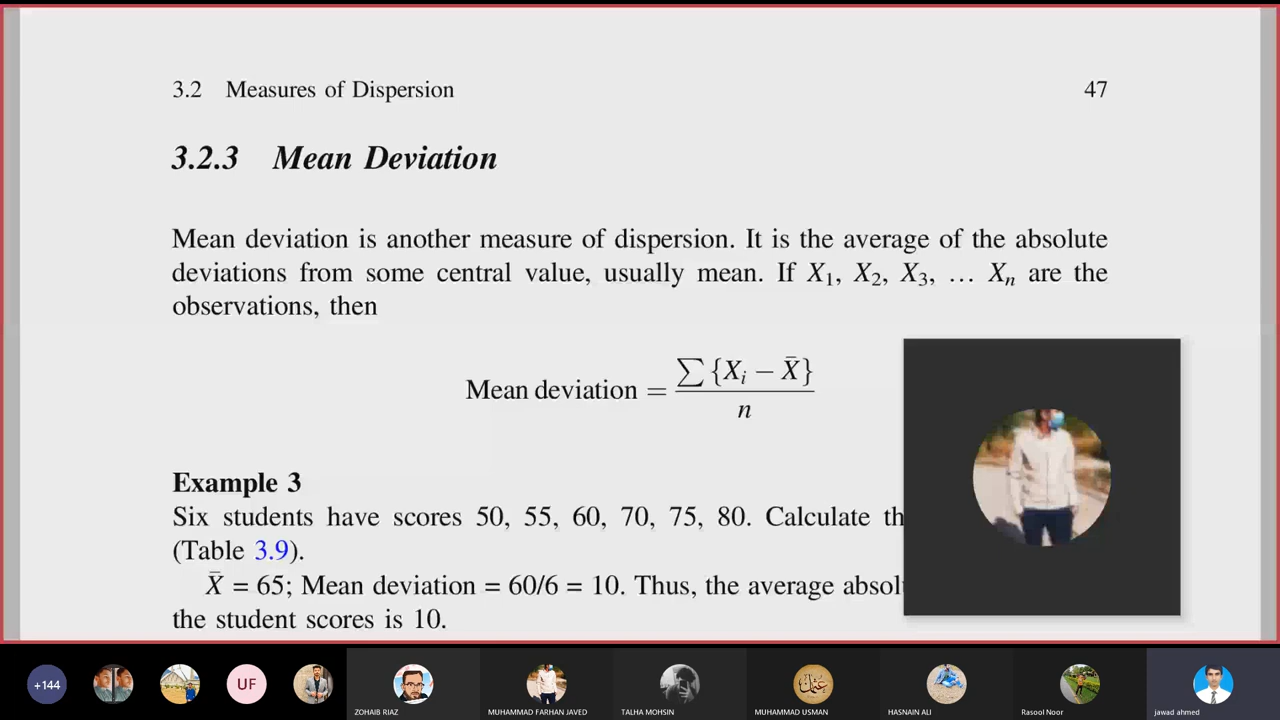 3.2 Measures of Dispersion 47
3.2.3 Mean Deviation
Mean deviation is another measure of dispersion. It is the average of the absolute
deviations from some central value, usually mean. If X₁, X₂, X₃, … Xₙ are the
observations, then
Mean deviation = ∑ {Xᵢ − X̄} / n
Example 3
Six students have scores 50, 55, 60, 70, 75, 80. Calculate th
(Table 3.9).
X̄ = 65; Mean deviation = 60/6 = 10. Thus, the average absol
the student scores is 10.
+144
UF
ZOHAIB RIAZ
MUHAMMAD FARHAN JAVED
TALHA MOHSIN
MUHAMMAD USMAN
HASNAIN ALI
Rasool Noor
jawad ahmed